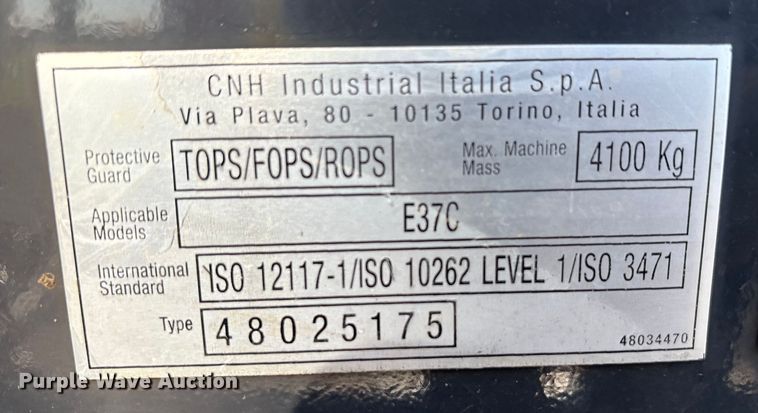 CNH Industrial Italia S.p.A.
Via Plava, 80 - 10135 Torino, Italia
Protective Guard TOPS/FOPS/ROPS Max. Machine Mass 4100 Kg
Applicable Models E37C
International Standard ISO 12117-1/ISO 10262 LEVEL 1/ISO 3471
Type 48025175
48034470
Purple Wave Auction